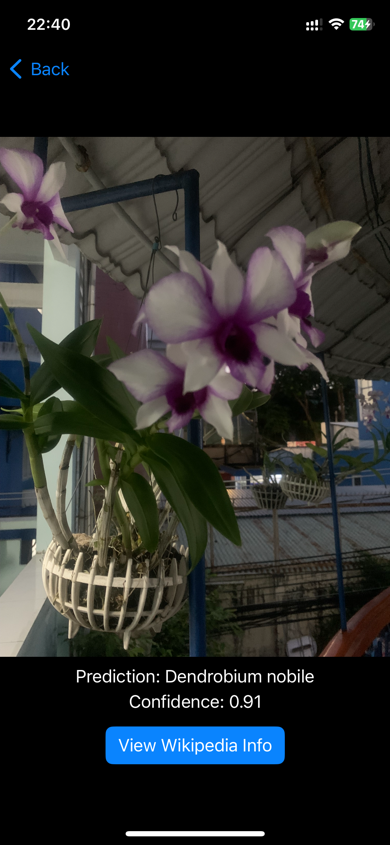 22:40
74
Back
Prediction: Dendrobium nobile
Confidence: 0.91
View Wikipedia Info